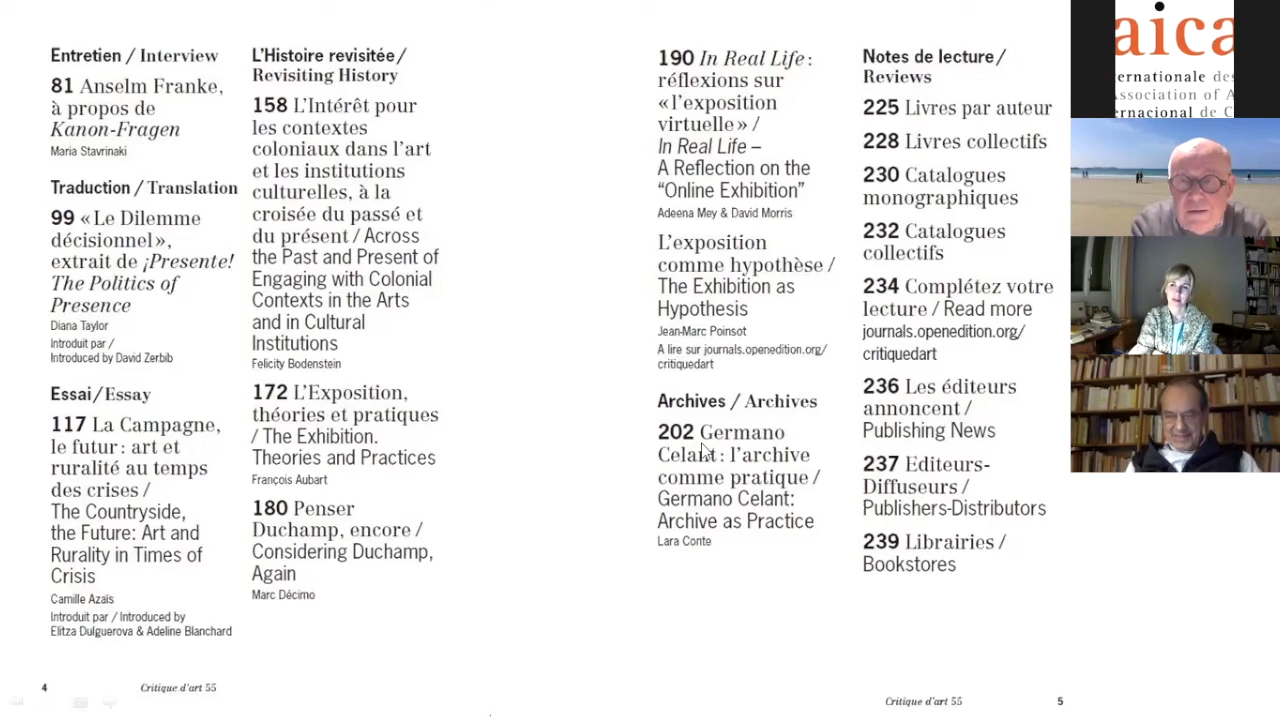 Entretien / Interview
81 Anselm Franke,
à propos de
Kanon-Fragen
Maria Stavrinaki
Traduction / Translation
99 « Le Dilemme
décisionnel »,
extrait de ¡Presente!
The Politics of
Presence
Diana Taylor
Introduit par /
Introduced by David Zerbib
Essai / Essay
117 La Campagne,
le futur : art et
ruralité au temps
des crises /
The Countryside,
the Future: Art and
Rurality in Times of
Crisis
Camille Azaïs
Introduit par / Introduced by
Elitza Dulguerova & Adeline Blanchard
4
Critique d'art 55
L'Histoire revisitée /
Revisiting History
158 L'Intérêt pour
les contextes
coloniaux dans l'art
et les institutions
culturelles, à la
croisée du passé et
du présent / Across
the Past and Present of
Engaging with Colonial
Contexts in the Arts
and in Cultural
Institutions
Felicity Bodenstein
172 L'Exposition,
théories et pratiques
/ The Exhibition.
Theories and Practices
François Aubart
180 Penser
Duchamp, encore /
Considering Duchamp,
Again
Marc Décimo
190 In Real Life :
réflexions sur
« l'exposition
virtuelle » /
In Real Life –
A Reflection on the
“Online Exhibition”
Adeena Mey & David Morris
L'exposition
comme hypothèse /
The Exhibition as
Hypothesis
Jean-Marc Poinsot
A lire sur journals.openedition.org/
critiquedart
Archives / Archives
202 Germano
Celant : l'archive
comme pratique /
Germano Celant:
Archive as Practice
Lara Conte
Notes de lecture /
Reviews
225 Livres par auteur
228 Livres collectifs
230 Catalogues
monographiques
232 Catalogues
collectifs
234 Complétez votre
lecture / Read more
journals.openedition.org/
critiquedart
236 Les éditeurs
annoncent /
Publishing News
237 Editeurs-
Diffuseurs /
Publishers-Distributors
239 Librairies /
Bookstores
Critique d'art 55
5
aica
ernationale des
Association of A
ernacional de C